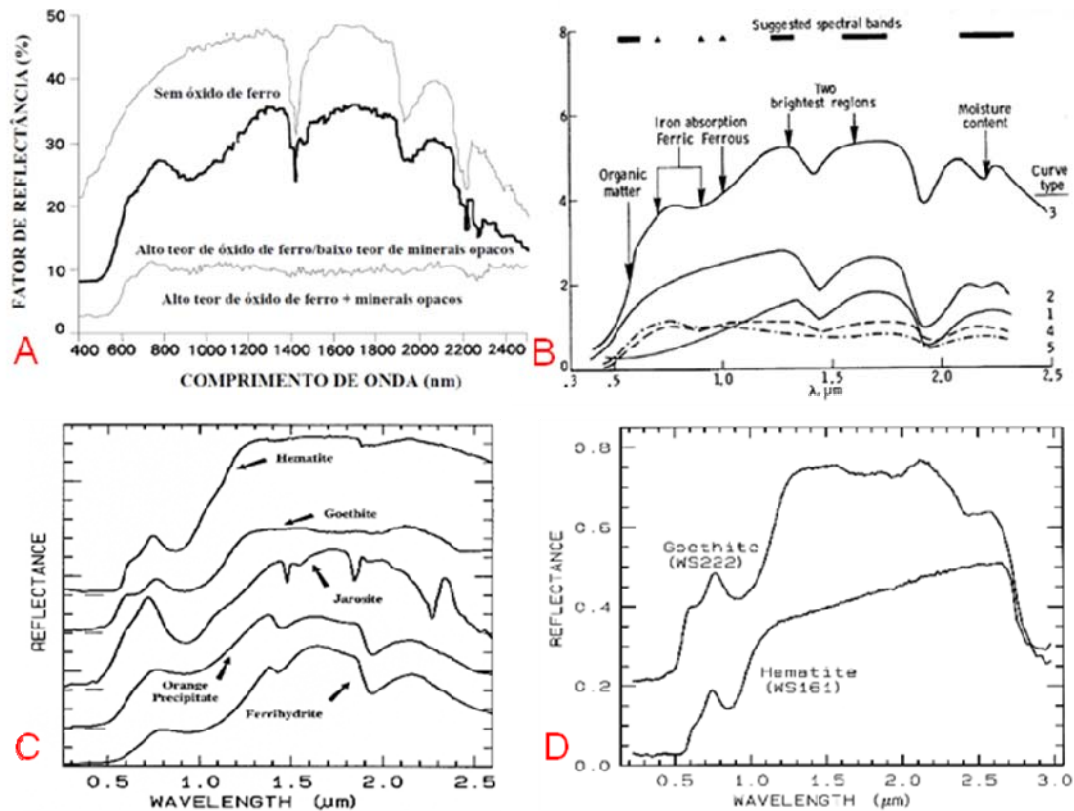 50
40
30
20
10
0
FATOR DE REFLECTÂNCIA (%)
Sem óxido de ferro
Alto teor de óxido de ferro/baixo teor de minerais opacos
Alto teor de óxido de ferro + minerais opacos
400 600 800 1000 1200 1400 1600 1800 2000 2200 2400
COMPRIMENTO DE ONDA (nm)
A
Suggested spectral bands
8
6
4
2
0
Two
brightest regions
Iron absorption
Ferric Ferrous
Organic
matter
Moisture
content
Curve
type
3
2
1
4
5
.3 .5 1.0 1.5 2.0 2.5
λ, µm
B
REFLECTANCE
Hematite
Goethite
Jarosite
Orange
Precipitate
Ferrihydrite
0.5 1.0 1.5 2.0 2.5
WAVELENGTH (µm)
C
0.8
0.6
0.4
0.2
0.0
REFLECTANCE
Goethite
(WS222)
Hematite
(WS161)
0.5 1.0 1.5 2.0 2.5 3.0
WAVELENGTH (µm)
D